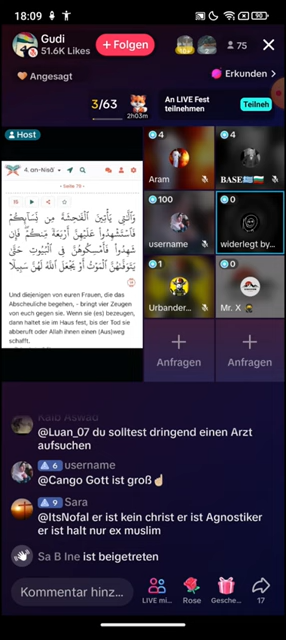 18:09
90
Gudi
51.6K Likes
+ Folgen
75
Angesagt
Erkunden >
3/63
2h03m
An LIVE Fest
teilnehmen
Teilneh
Host
4. an-Nisā'
- Seite 79 -
15
وَٱلَّٰتِى يَأْتِينَ ٱلْفَٰحِشَةَ مِن نِّسَآئِكُمْ
فَٱسْتَشْهِدُوا۟ عَلَيْهِنَّ أَرْبَعَةً مِّنكُمْ فَإِن
شَهِدُوا۟ فَأَمْسِكُوهُنَّ فِى ٱلْبُيُوتِ حَتَّىٰ
يَتَوَفَّىٰهُنَّ ٱلْمَوْتُ أَوْ يَجْعَلَ ٱللَّهُ لَهُنَّ سَبِيلًا
Und diejenigen von euren Frauen, die das
Abscheuliche begehen, - bringt vier Zeugen
von euch gegen sie. Wenn sie (es) bezeugen,
dann haltet sie im Haus fest, bis der Tod sie
abberuft oder Allah ihnen einen (Aus)weg
schafft.
4
Aram
4
BASE
100
username
0
widerlegt by...
1
Urbander...
0
Mr. X
Anfragen
Anfragen
Kalb Aswad
@Luan_07 du solltest dringend einen Arzt
aufsuchen
6 username
@Cango Gott ist groß☝🏼
9 Sara
@ItsNofal er ist kein christ er ist Agnostiker
er ist halt nur ex muslim
Sa B Ine ist beigetreten
Kommentar hinz...
LIVE mi...
Rose
Gesche...
17